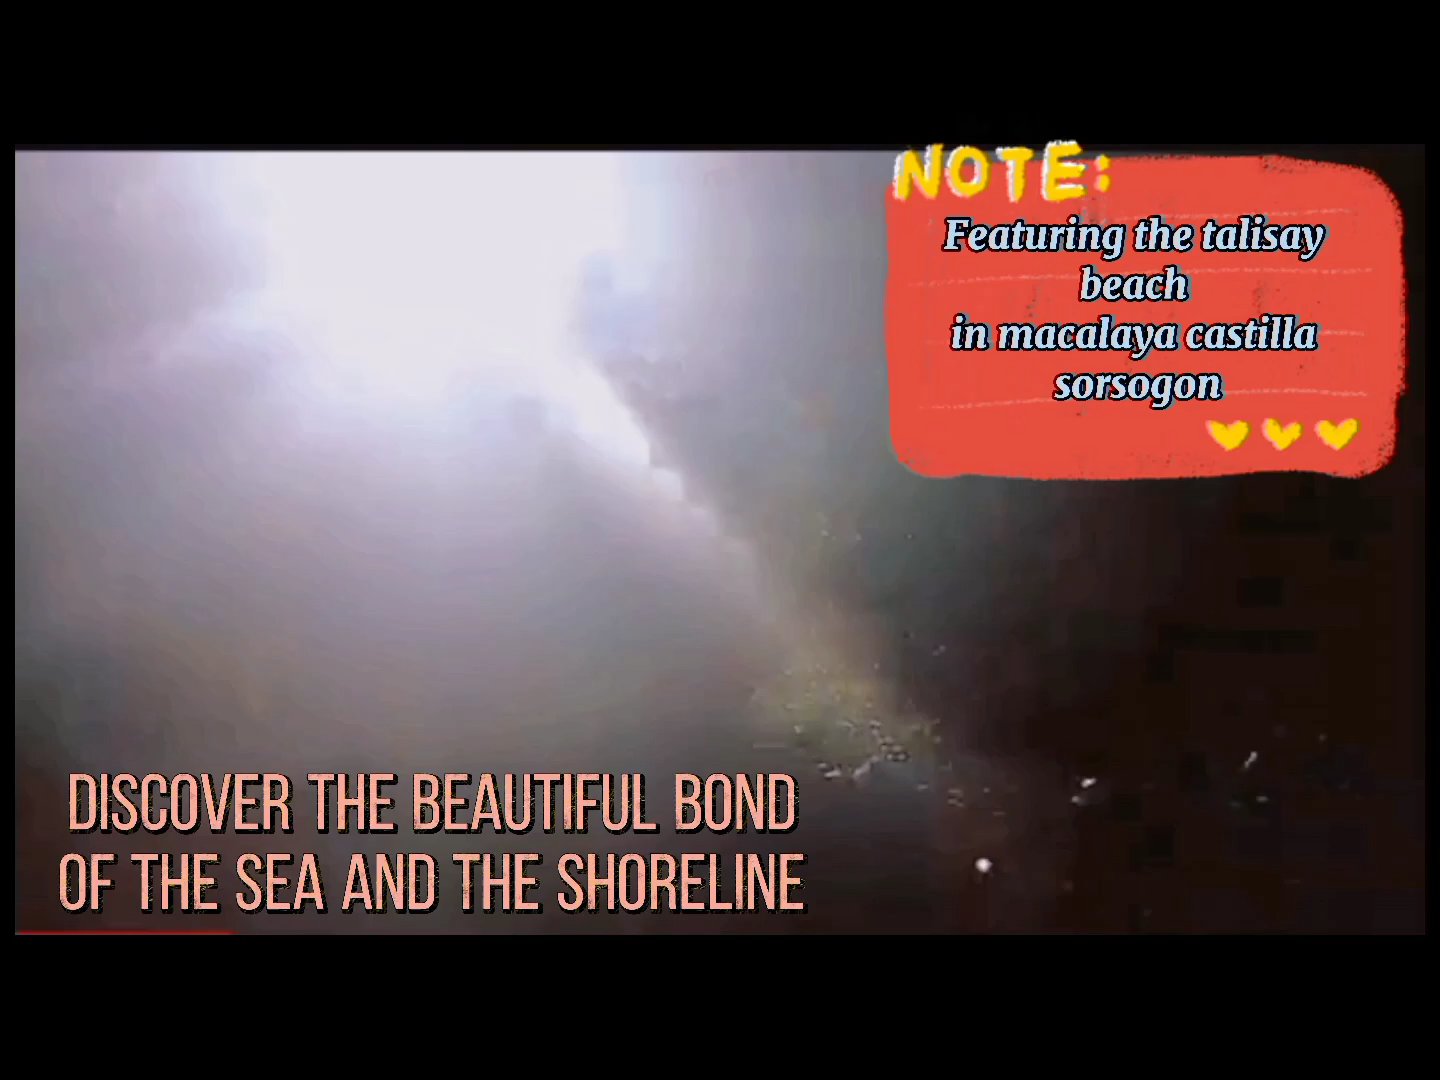 NOTE:
Featuring the talisay
beach
in macalaya castilla
sorsogon
DISCOVER THE BEAUTIFUL BOND
OF THE SEA AND THE SHORELINE